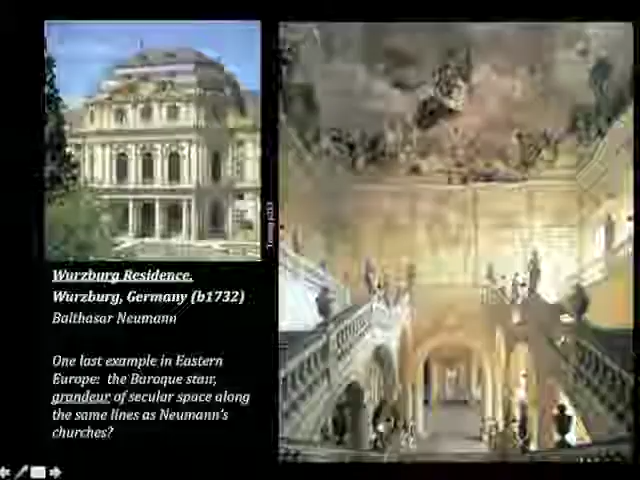 Wurzburg Residence,
Wurzburg, Germany (b1732)
Balthasar Neumann
One last example in Eastern
Europe: the Baroque stair,
grandeur of secular space along
the same lines as Neumann's
churches?